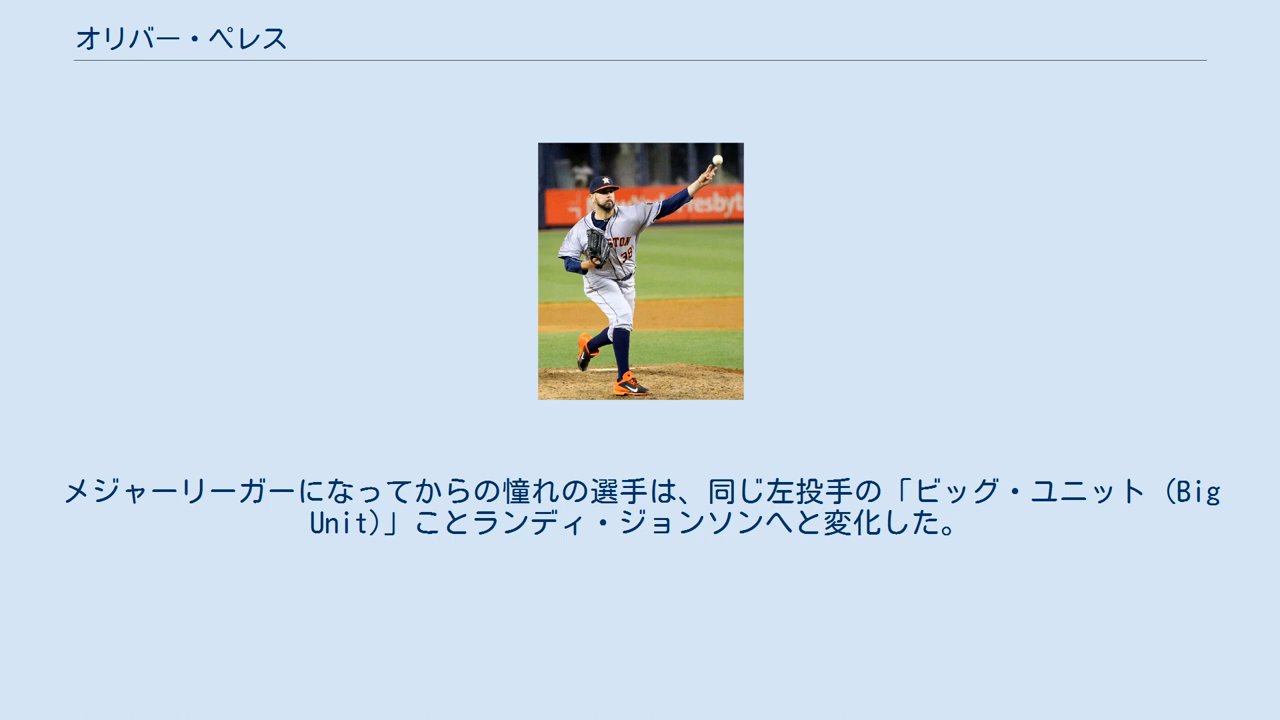 オリバー・ペレス
メジャーリーガーになってからの憧れの選手は、同じ左投手の「ビッグ・ユニット (Big
Unit)」ことランディ・ジョンソンへと変化した。
38